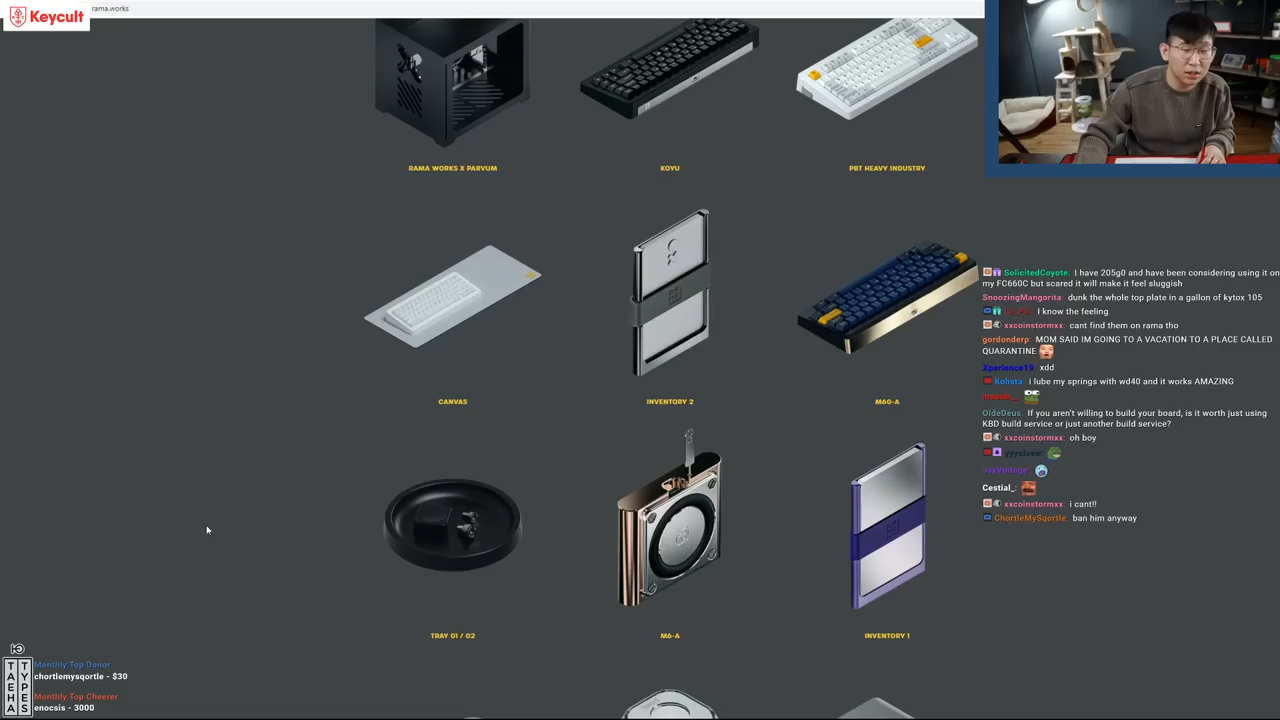 Keycult
rama.works
RAMA WORKS X PARVUM
KOYU
PBT HEAVY INDUSTRY
CANVAS
INVENTORY 2
M60-A
TRAY 01 / 02
M6-A
INVENTORY 1
SolicitedCoyote: I have 205g0 and have been considering using it on
my FC660C but scared it will make it feel sluggish
SnoozingMangorita: dunk the whole top plate in a gallon of kytox 105
I know the feeling
xxcoinstormxx: cant find them on rama tho
gordonderp: MOM SAID IM GOING TO A VACATION TO A PLACE CALLED
QUARANTINE
Xperience19: xdd
Kohsta: i lube my springs with wd40 and it works AMAZING
OldeDeus: If you aren't willing to build your board, is it worth just using
KBD build service or just another build service?
xxcoinstormxx: oh boy
JayVoltage:
Cestial_:
xxcoinstormxx: i cant!!
ChortleMySqortle: ban him anyway
TAEHA
TYPES
Monthly Top Donor
chortlemysqortle - $30
Monthly Top Cheerer
enocsis - 3000